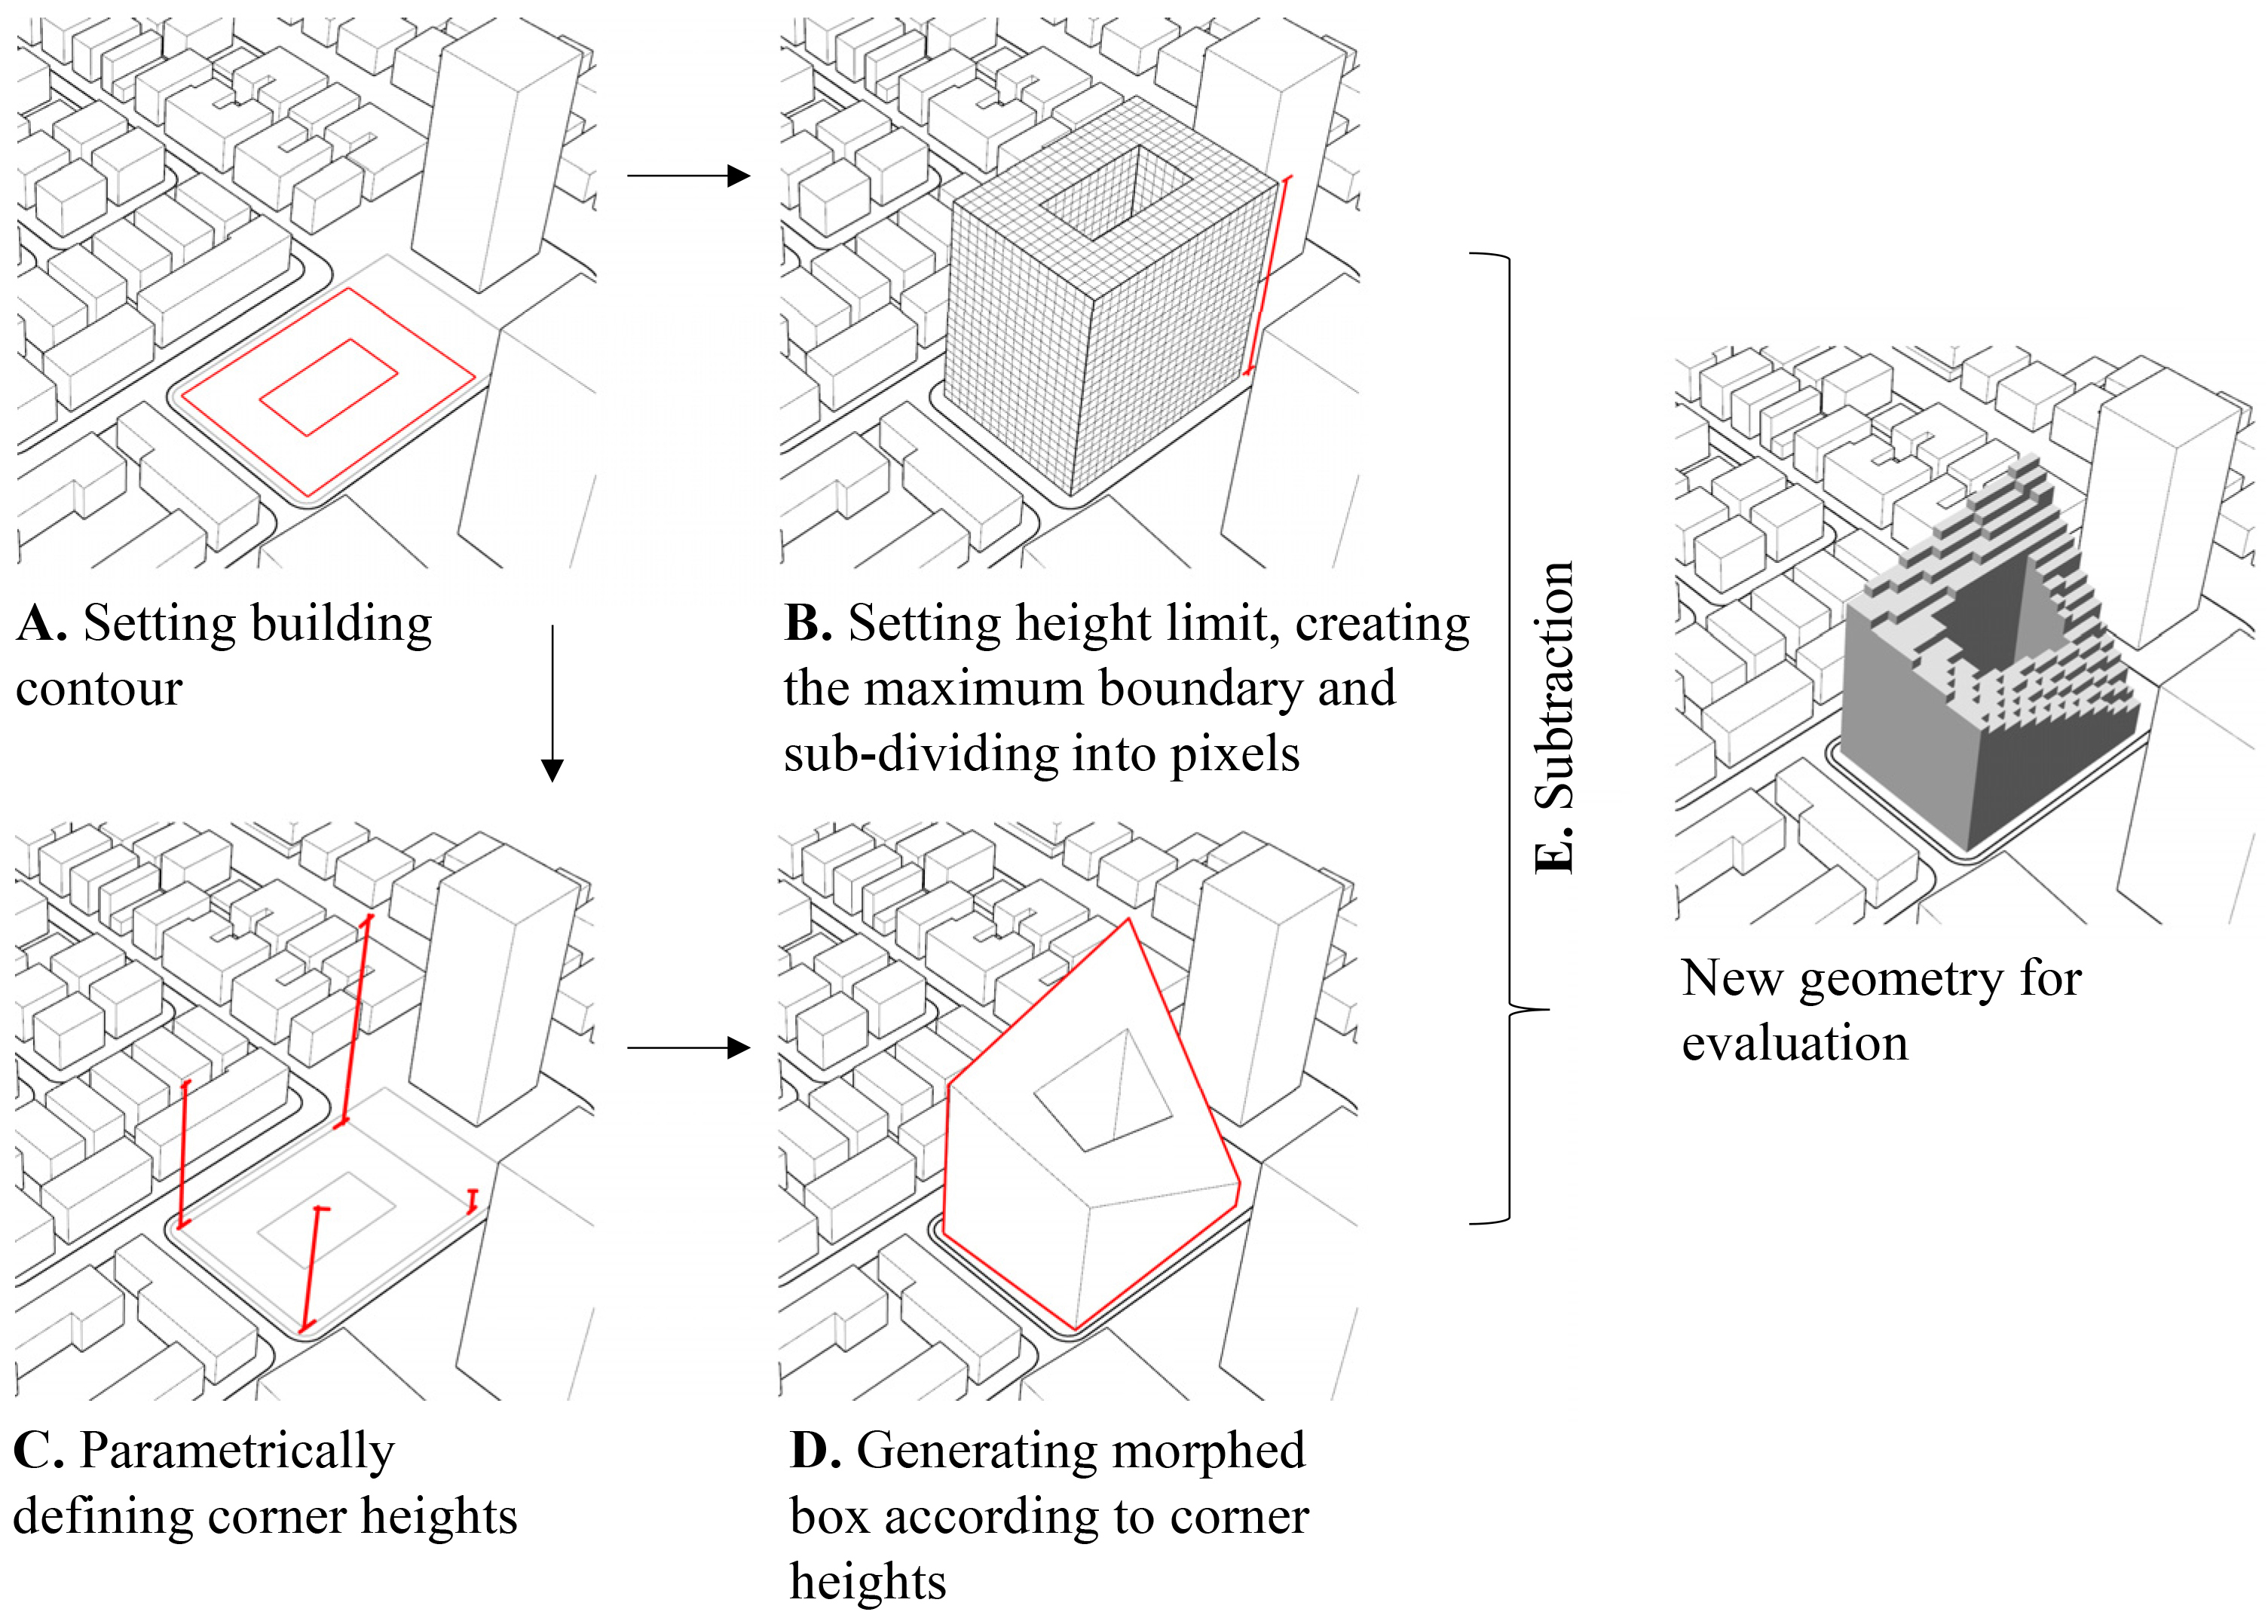 A. Setting building
contour
B. Setting height limit, creating
the maximum boundary and
sub-dividing into pixels
C. Parametrically
defining corner heights
D. Generating morphed
box according to corner
heights
E. Subtraction
New geometry for
evaluation